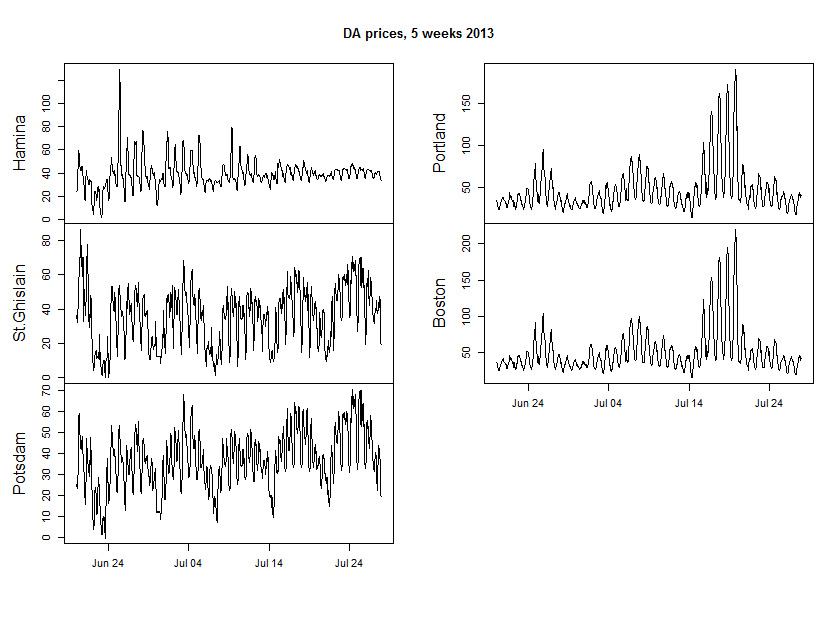 DA prices, 5 weeks 2013
Hamina
0 20 40 60 80 100
St.Ghislain
0 20 40 60 80
Potsdam
0 10 20 30 40 50 60 70
Jun 24 Jul 04 Jul 14 Jul 24
Portland
50 100 150
Boston
50 100 150 200
Jun 24 Jul 04 Jul 14 Jul 24